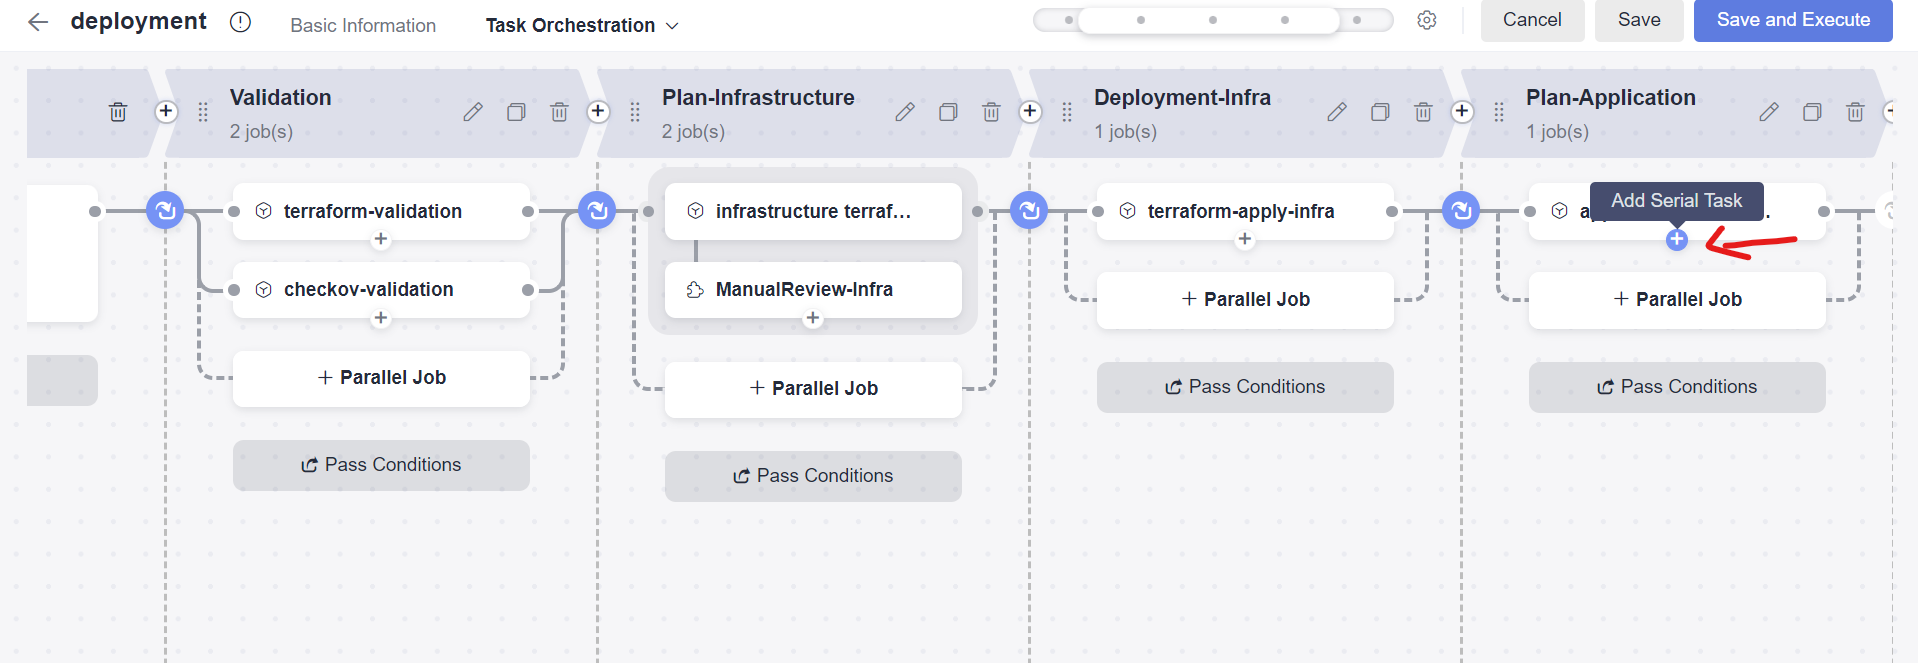 deployment
Basic Information
Task Orchestration
Cancel
Save
Save and Execute
Validation
2 job(s)
Plan-Infrastructure
2 job(s)
Deployment-Infra
1 job(s)
Plan-Application
1 job(s)
terraform-validation
checkov-validation
+ Parallel Job
Pass Conditions
infrastructure terraf...
ManualReview-Infra
+ Parallel Job
Pass Conditions
terraform-apply-infra
+ Parallel Job
Pass Conditions
Add Serial Task
+ Parallel Job
Pass Conditions